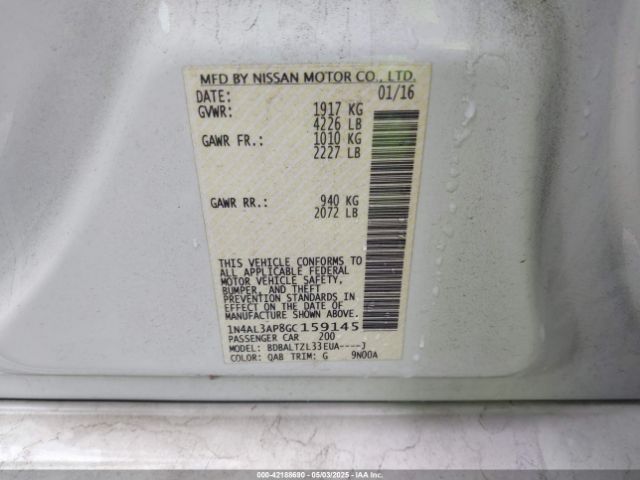 MFD BY NISSAN MOTOR CO., LTD.
DATE: 01/16
GVWR: 1917 KG
4226 LB
GAWR FR.: 1010 KG
2227 LB
GAWR RR.: 940 KG
2072 LB
THIS VEHICLE CONFORMS TO
ALL APPLICABLE FEDERAL
MOTOR VEHICLE SAFETY,
BUMPER, AND THEFT
PREVENTION STANDARDS
IN EFFECT ON THE DATE OF
MANUFACTURE SHOWN ABOVE.
1N4AL3AP8GC159145
PASSENGER CAR 200
MODEL: BDBALTZL33EUA----J
COLOR: QAB TRIM: G 9N00A
000-42188690 - 05/03/2025 - IAA Inc.